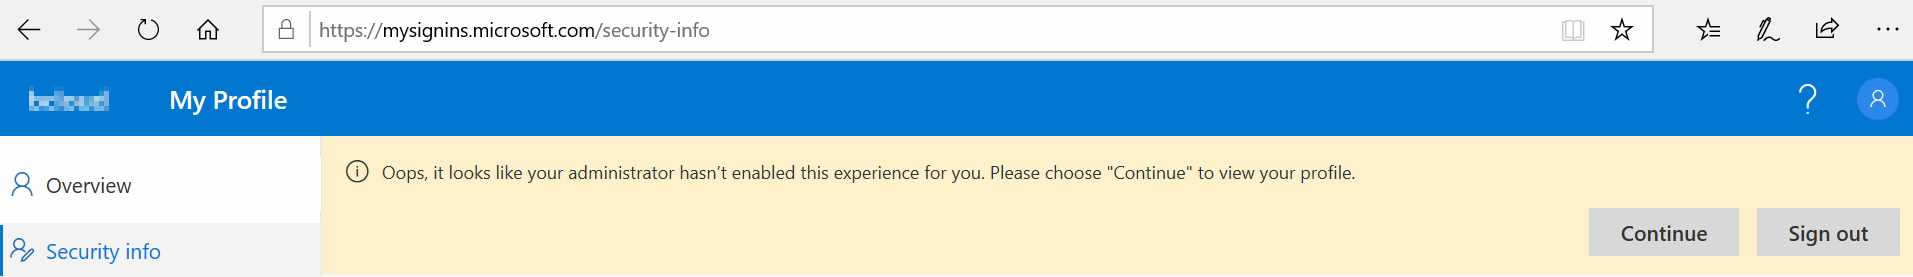 https://mysignins.microsoft.com/security-info
My Profile
?
Overview
Oops, it looks like your administrator hasn't enabled this experience for you. Please choose "Continue" to view your profile.
Continue
Sign out
Security info